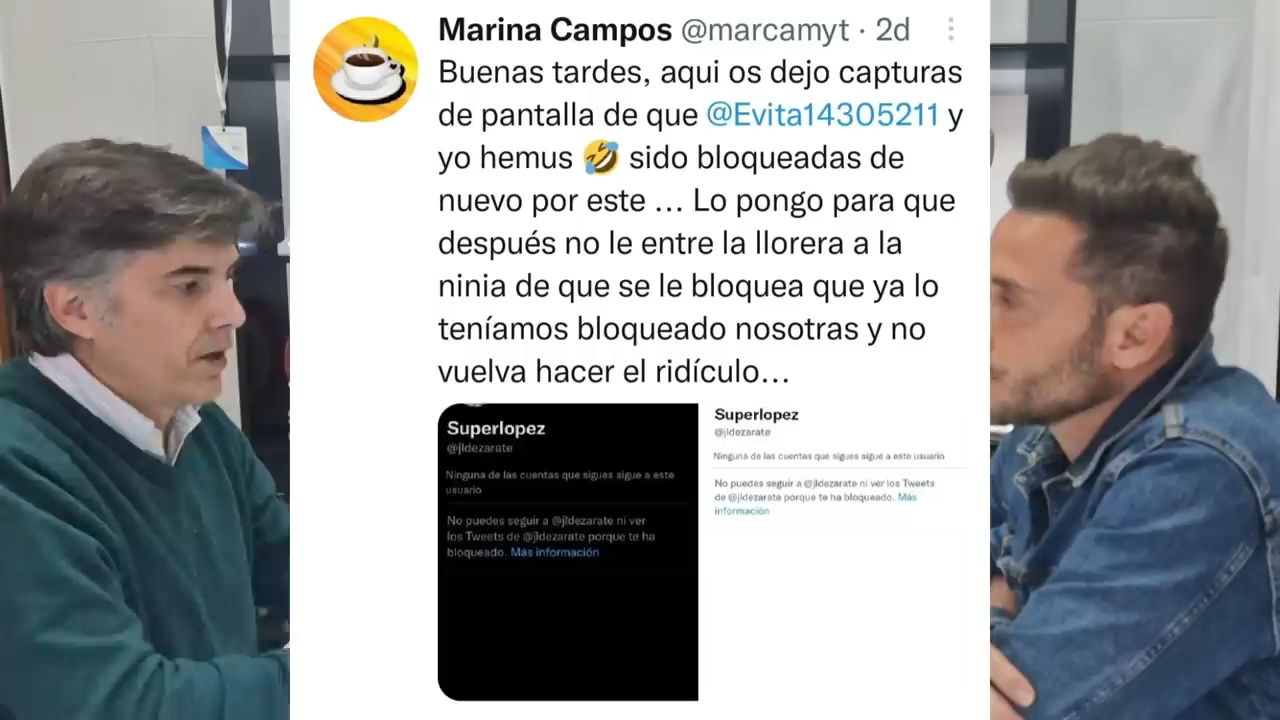 Marina Campos @marcamyt · 2d
Buenas tardes, aqui os dejo capturas
de pantalla de que @Evita14305211 y
yo hemus 🤣 sido bloqueadas de
nuevo por este ... Lo pongo para que
después no le entre la llorera a la
ninia de que se le bloquea que ya lo
teníamos bloqueado nosotras y no
vuelva hacer el ridículo...
Superlopez
@jldezarate
Ninguna de las cuentas que sigues sigue a este
usuario
No puedes seguir a @jldezarate ni ver
los Tweets de @jldezarate porque te ha
bloqueado. Más información
Superlopez
@jldezarate
Ninguna de las cuentas que sigues sigue a este usuario
No puedes seguir a @jldezarate ni ver los Tweets
de @jldezarate porque te ha bloqueado. Más
información